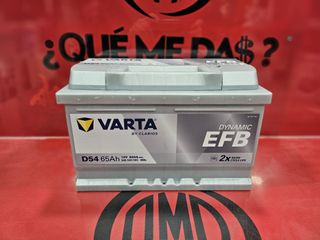 ¿QUÉ ME DA$?
VARTA
BY CLARIOS
DYNAMIC
EFB
D54 65Ah
2x